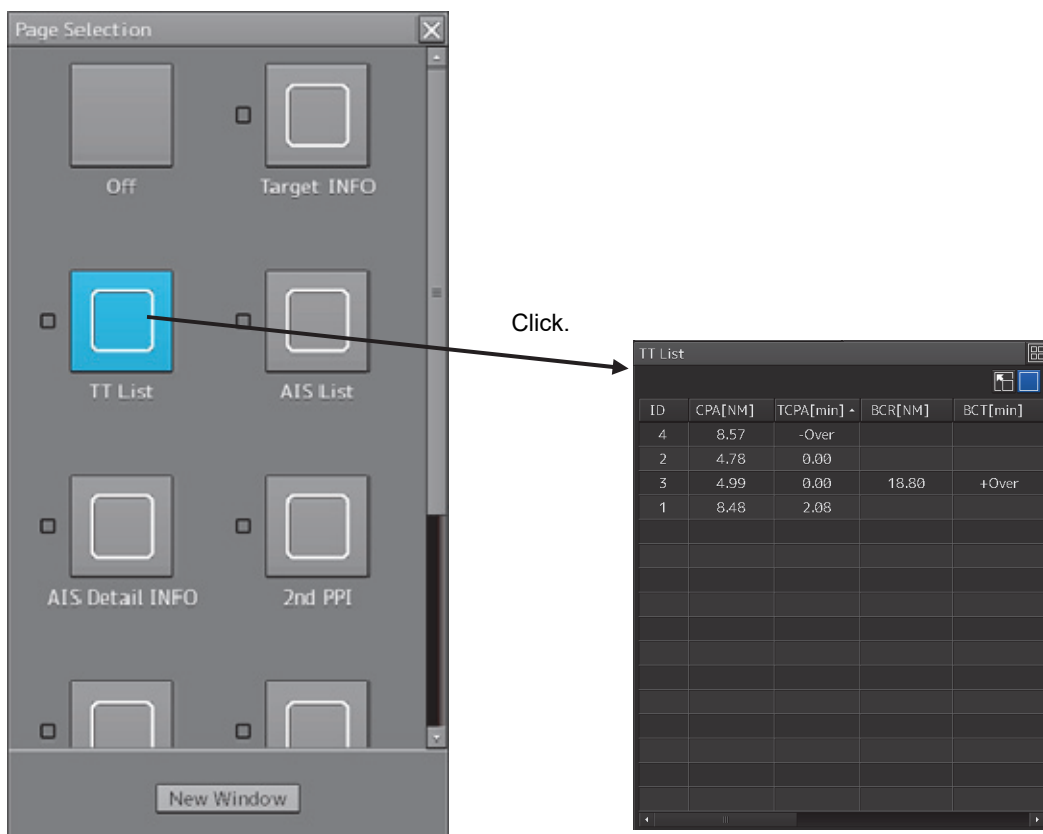 Page Selection
Off
Target INFO
TT List
AIS List
AIS Detail INFO
2nd PPI
New Window
Click.
TT List
ID CPA[NM] TCPA[min] BCR[NM] BCT[min]
4 8.57 -Over
2 4.78 0.00
3 4.99 0.00 18.80 +Over
1 8.48 2.08